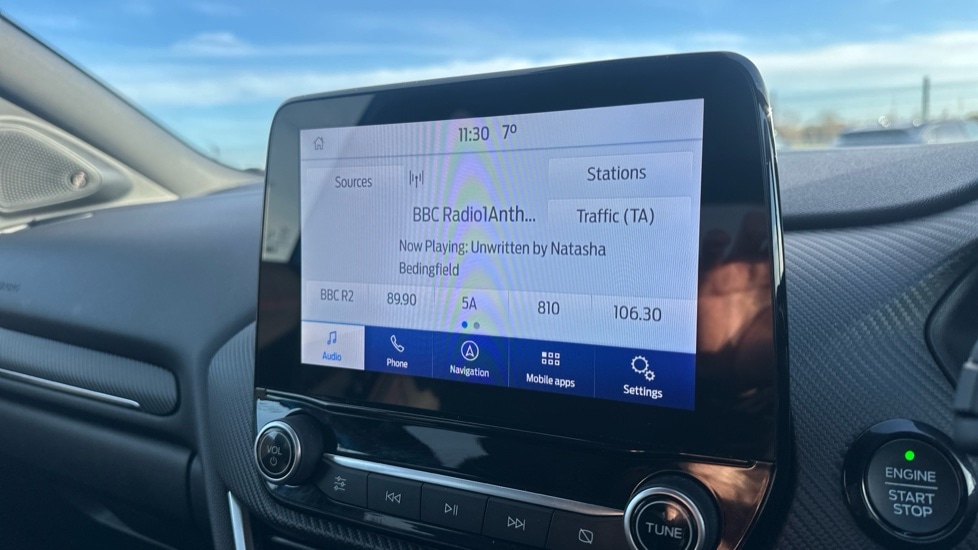 11:30 7°
Sources
Stations
BBC Radio1Anth...
Traffic (TA)
Now Playing: Unwritten by Natasha
Bedingfield
BBC R2 89.90 5A 810 106.30
Audio Phone Navigation Mobile apps Settings
VOL
TUNE
ENGINE
START
STOP